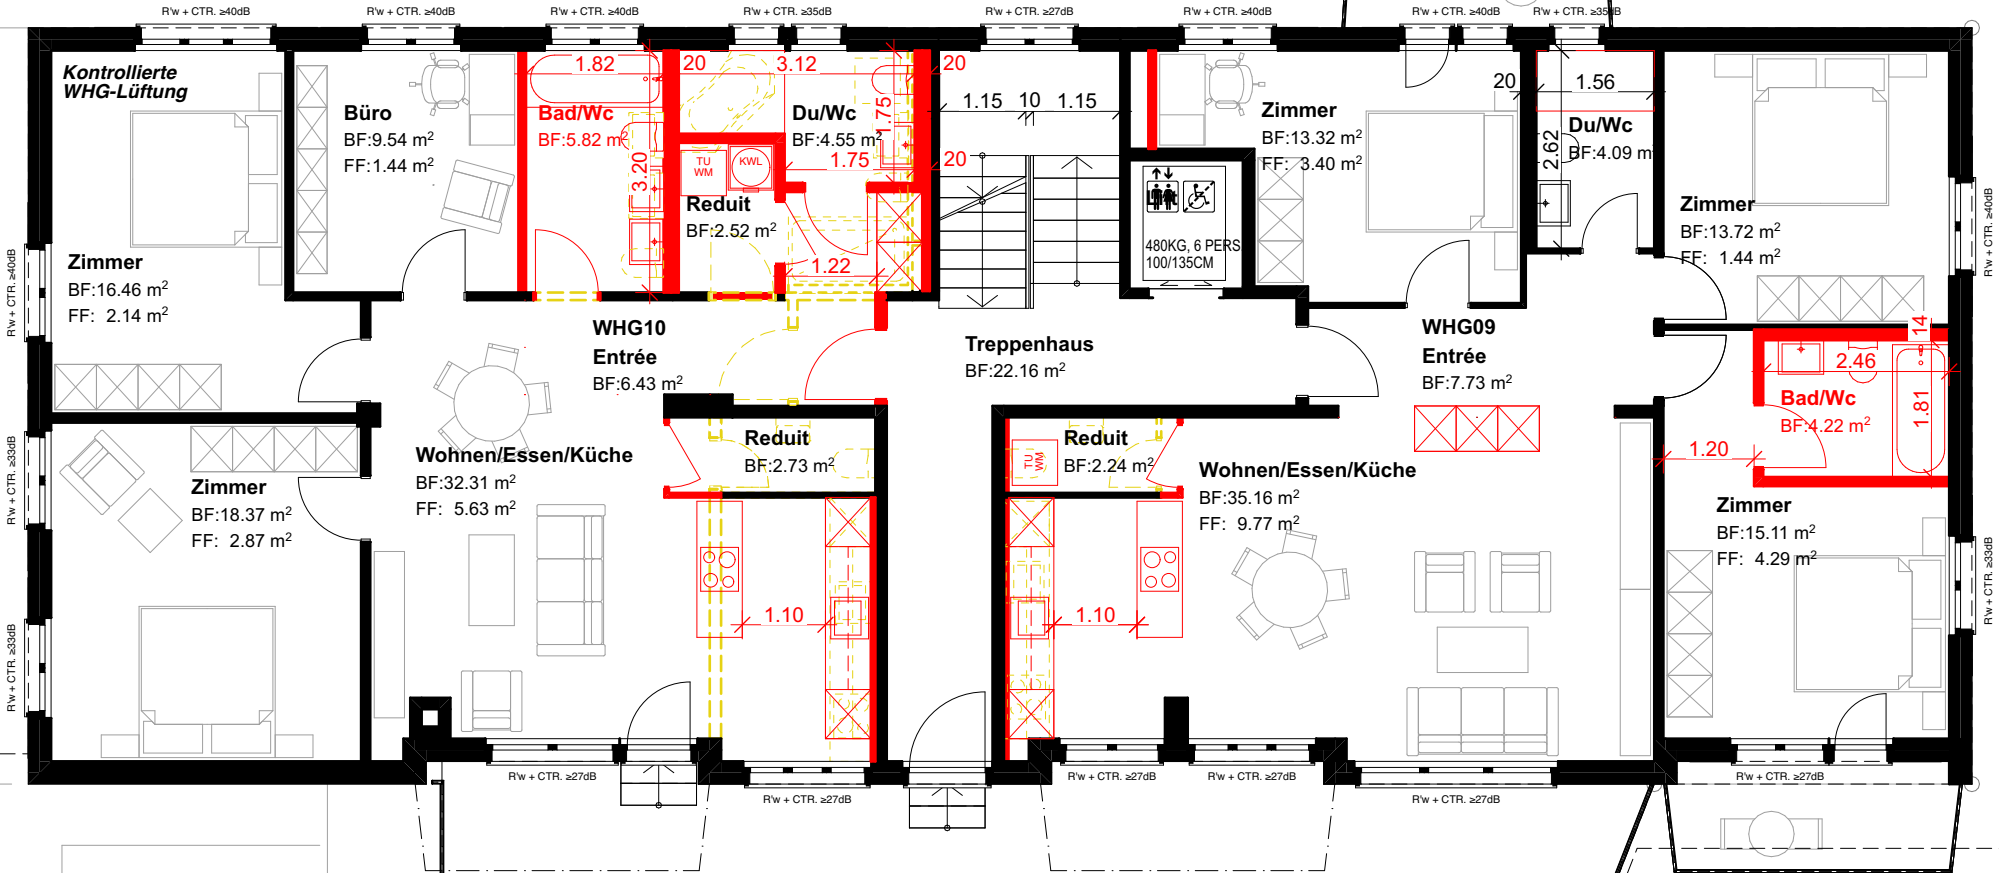 R'w + CTR. ≥40dB
R'w + CTR. ≥40dB
R'w + CTR. ≥40dB
R'w + CTR. ≥35dB
R'w + CTR. ≥27dB
R'w + CTR. ≥40dB
R'w + CTR. ≥40dB
R'w + CTR. ≥35dB
Kontrollierte
WHG-Lüftung
Zimmer
BF:16.46 m²
FF: 2.14 m²
Büro
BF:9.54 m²
FF:1.44 m²
1.82
Bad/Wc
BF:5.82 m²
3.20
20
3.12
20
Du/Wc
BF:4.55 m²
1.75
1.75
20
TU
WM
KWL
Reduit
BF:2.52 m²
1.22
1.15
10
1.15
Lift
480KG, 6 PERS
100/135CM
Zimmer
BF:13.32 m²
FF: 3.40 m²
20
1.56
Du/Wc
BF:4.09 m²
2.62
Zimmer
BF:13.72 m²
FF: 1.44 m²
R'w + CTR. ≥40dB
R'w + CTR. ≥40dB
WHG10
Entrée
BF:6.43 m²
Treppenhaus
BF:22.16 m²
WHG09
Entrée
BF:7.73 m²
14
2.46
Bad/Wc
BF:4.22 m²
1.81
1.20
R'w + CTR. ≥33dB
Zimmer
BF:18.37 m²
FF: 2.87 m²
Wohnen/Essen/Küche
BF:32.31 m²
FF: 5.63 m²
Reduit
BF:2.73 m²
TU
WM
Reduit
BF:2.24 m²
Wohnen/Essen/Küche
BF:35.16 m²
FF: 9.77 m²
Zimmer
BF:15.11 m²
FF: 4.29 m²
1.10
1.10
R'w + CTR. ≥33dB
R'w + CTR. ≥33dB
R'w + CTR. ≥27dB
R'w + CTR. ≥27dB
R'w + CTR. ≥27dB
R'w + CTR. ≥27dB
R'w + CTR. ≥27dB
R'w + CTR. ≥27dB